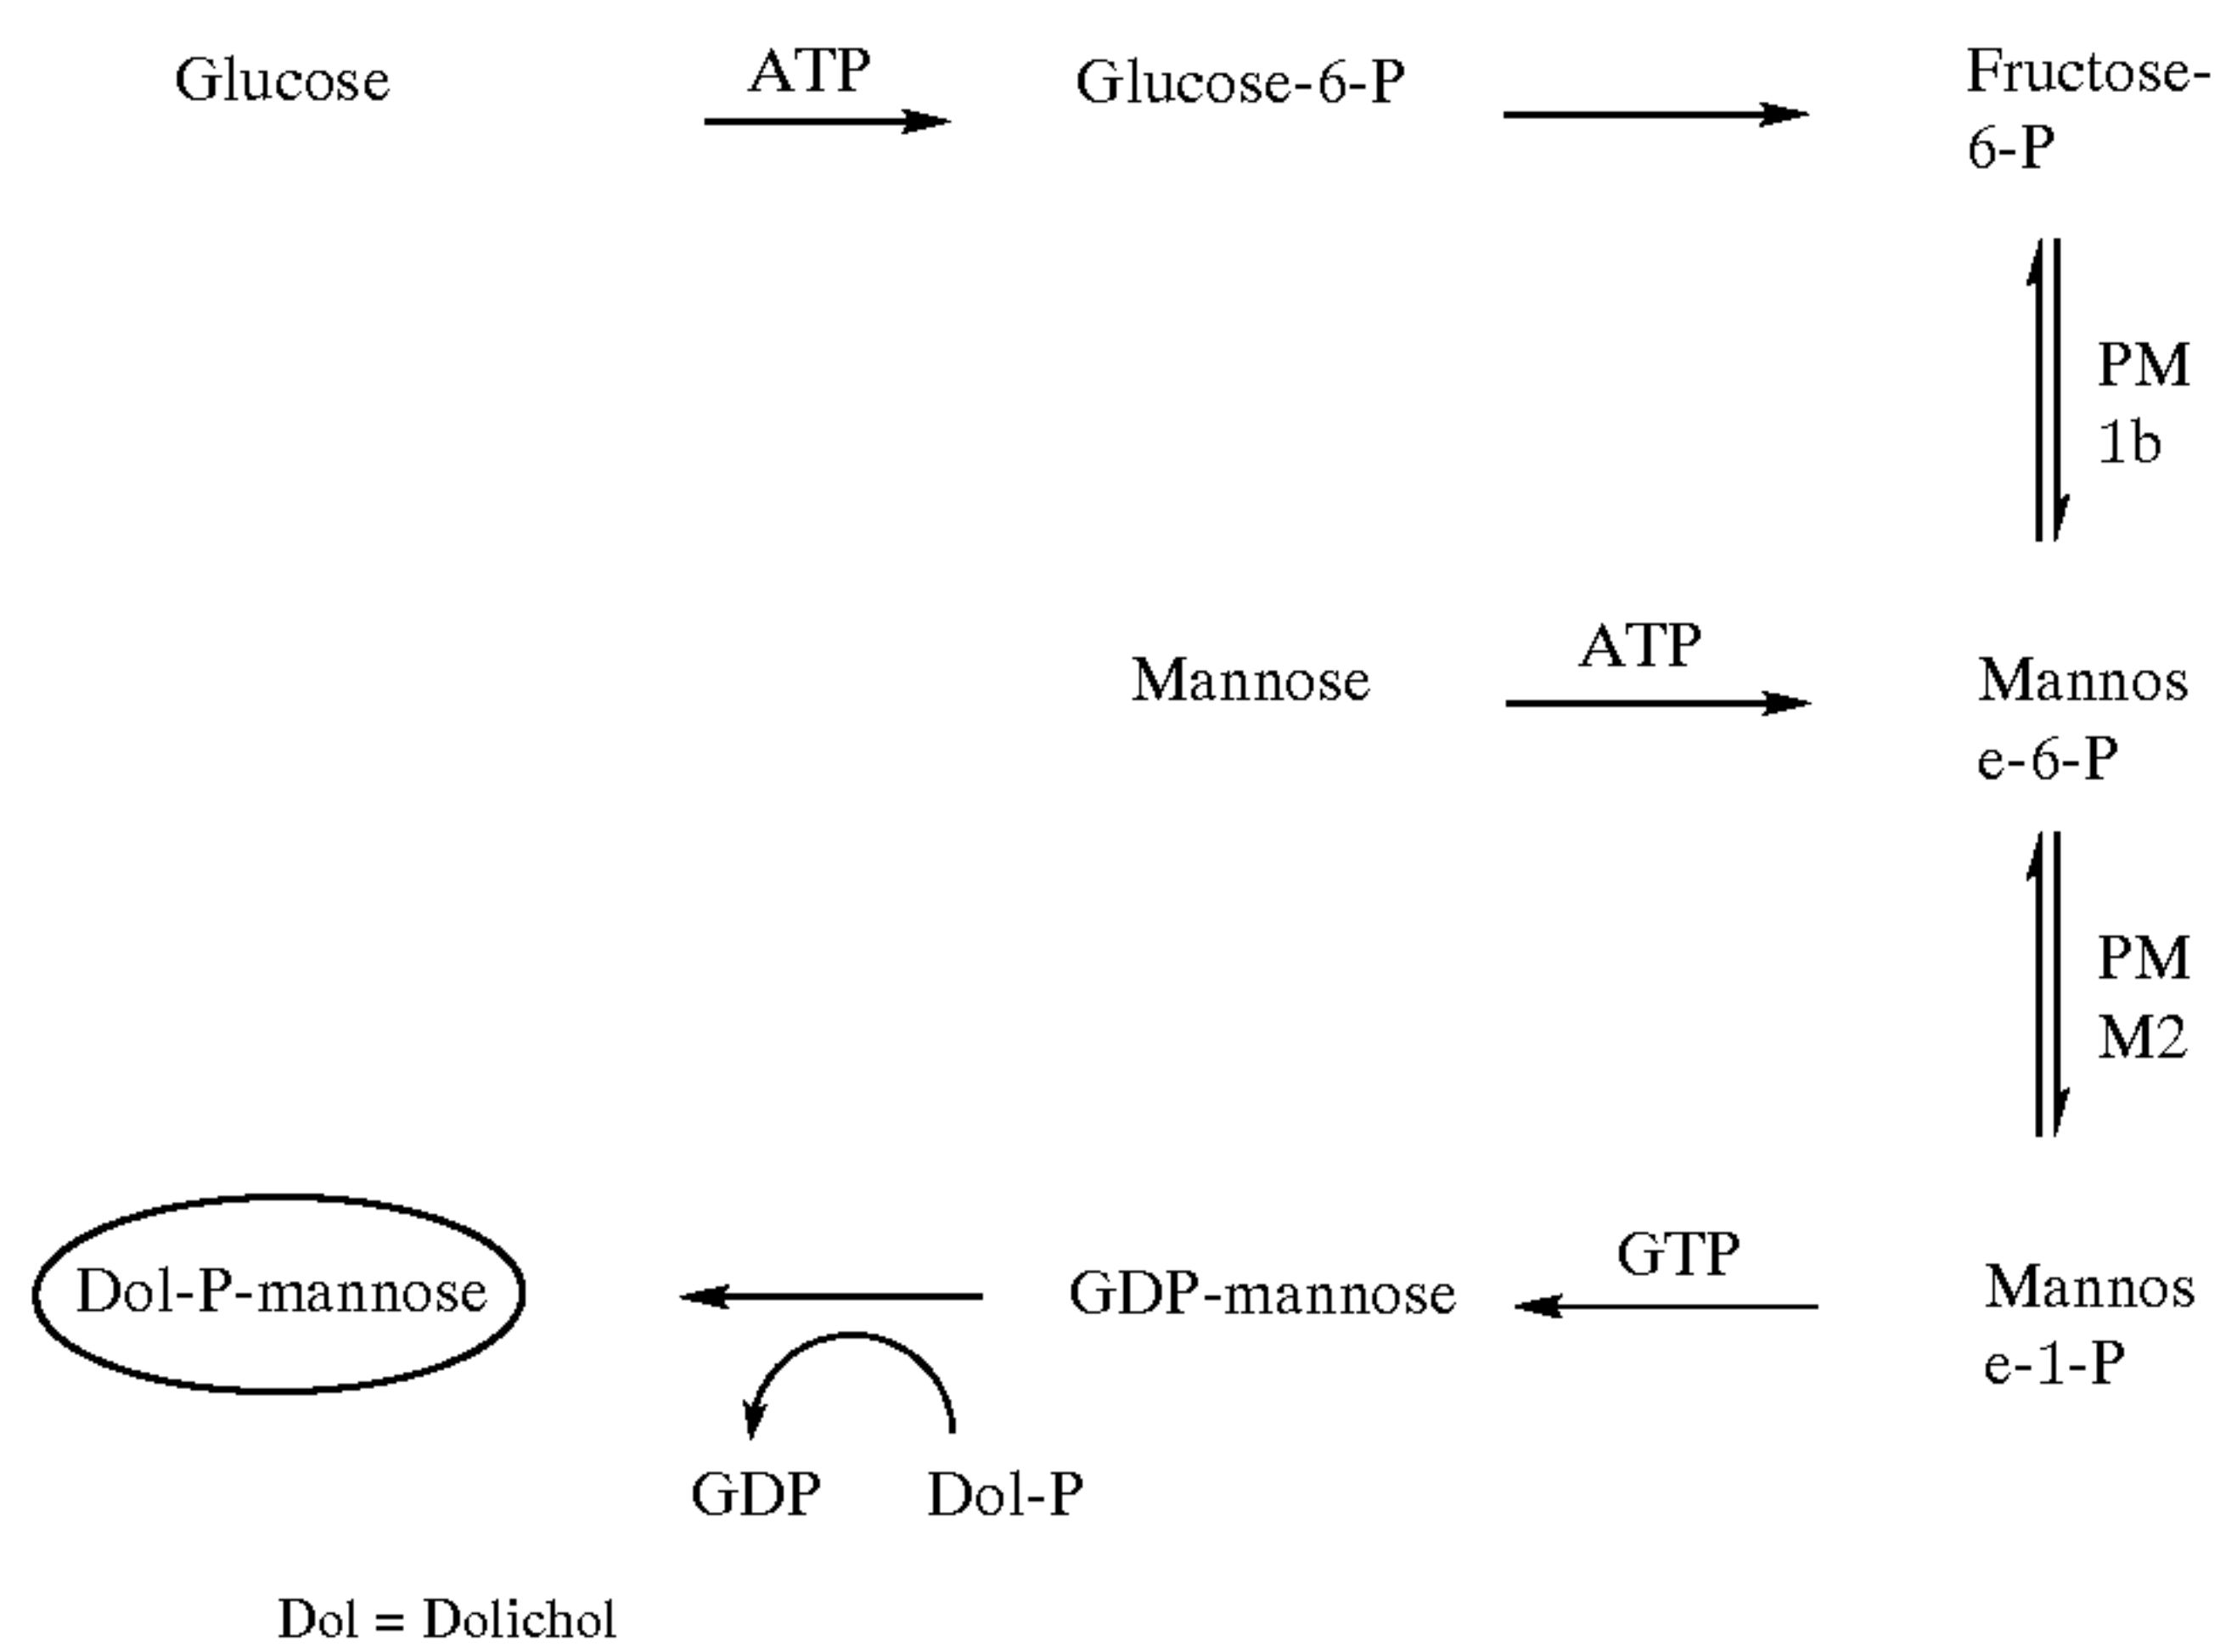 Glucose
ATP
Glucose-6-P
Fructose-
6-P
PM
1b
Mannose
ATP
Mannos
e-6-P
PM
M2
Dol-P-mannose
GDP-mannose
GTP
Mannos
e-1-P
GDP
Dol-P
Dol = Dolichol